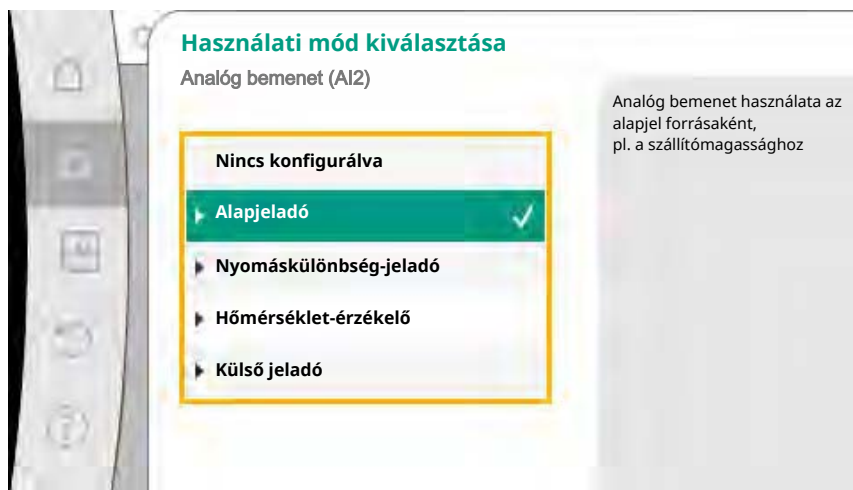 Használati mód kiválasztása
Analóg bemenet (AI2)
Nincs konfigurálva
Alapjeladó
Nyomáskülönbség-jeladó
Hőmérséklet-érzékelő
Külső jeladó
Analóg bemenet használata az
alapjel forrásaként,
pl. a szállítómagassághoz